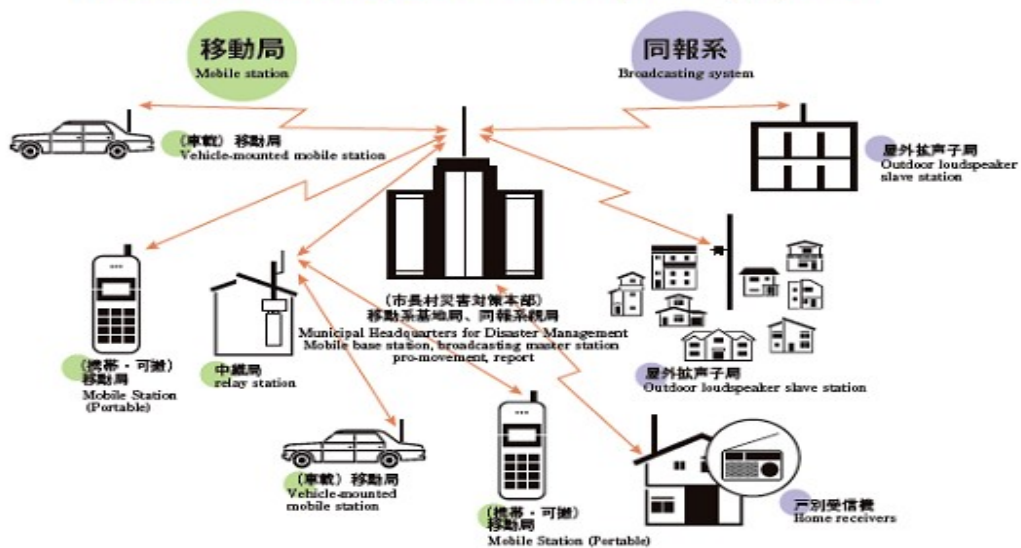 移動局
Mobile station
同報系
Broadcasting system
(車載) 移動局
Vehicle-mounted mobile station
屋外拡声子局
Outdoor loudspeaker
slave station
(市長村災害対策本部)
移動系基地局、同報系親局
Municipal Headquarters for Disaster Management
Mobile base station, broadcasting master station
pro-movement, report
(携帯・可搬)
移動局
Mobile Station
(Portable)
中継局
relay station
屋外拡声子局
Outdoor loudspeaker slave station
(車載) 移動局
Vehicle-mounted
mobile station
(携帯・可搬)
移動局
Mobile Station (Portable)
戸別受信機
Home receivers